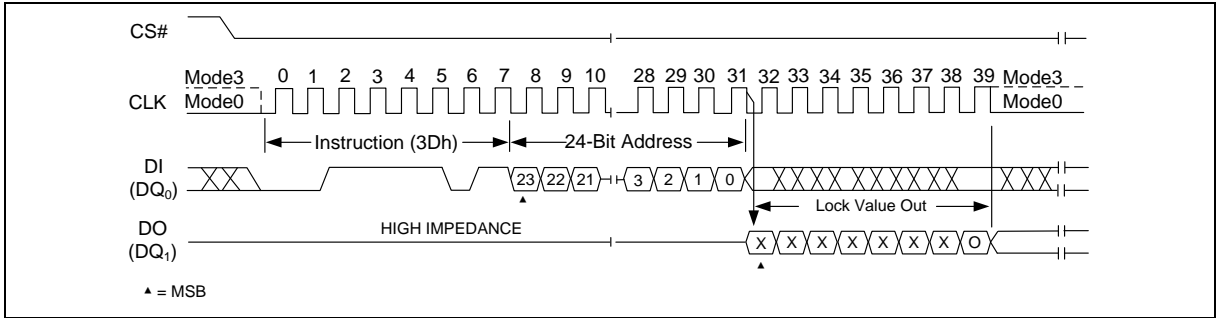 CS#
Mode3 0 1 2 3 4 5 6 7 8 9 10 28 29 30 31 32 33 34 35 36 37 38 39 Mode3
CLK Mode0 Mode0
Instruction (3Dh) 24-Bit Address
DI
(DQ0) 23 22 21 3 2 1 0
Lock Value Out
DO HIGH IMPEDANCE
(DQ1) X X X X X X X O
▲ = MSB